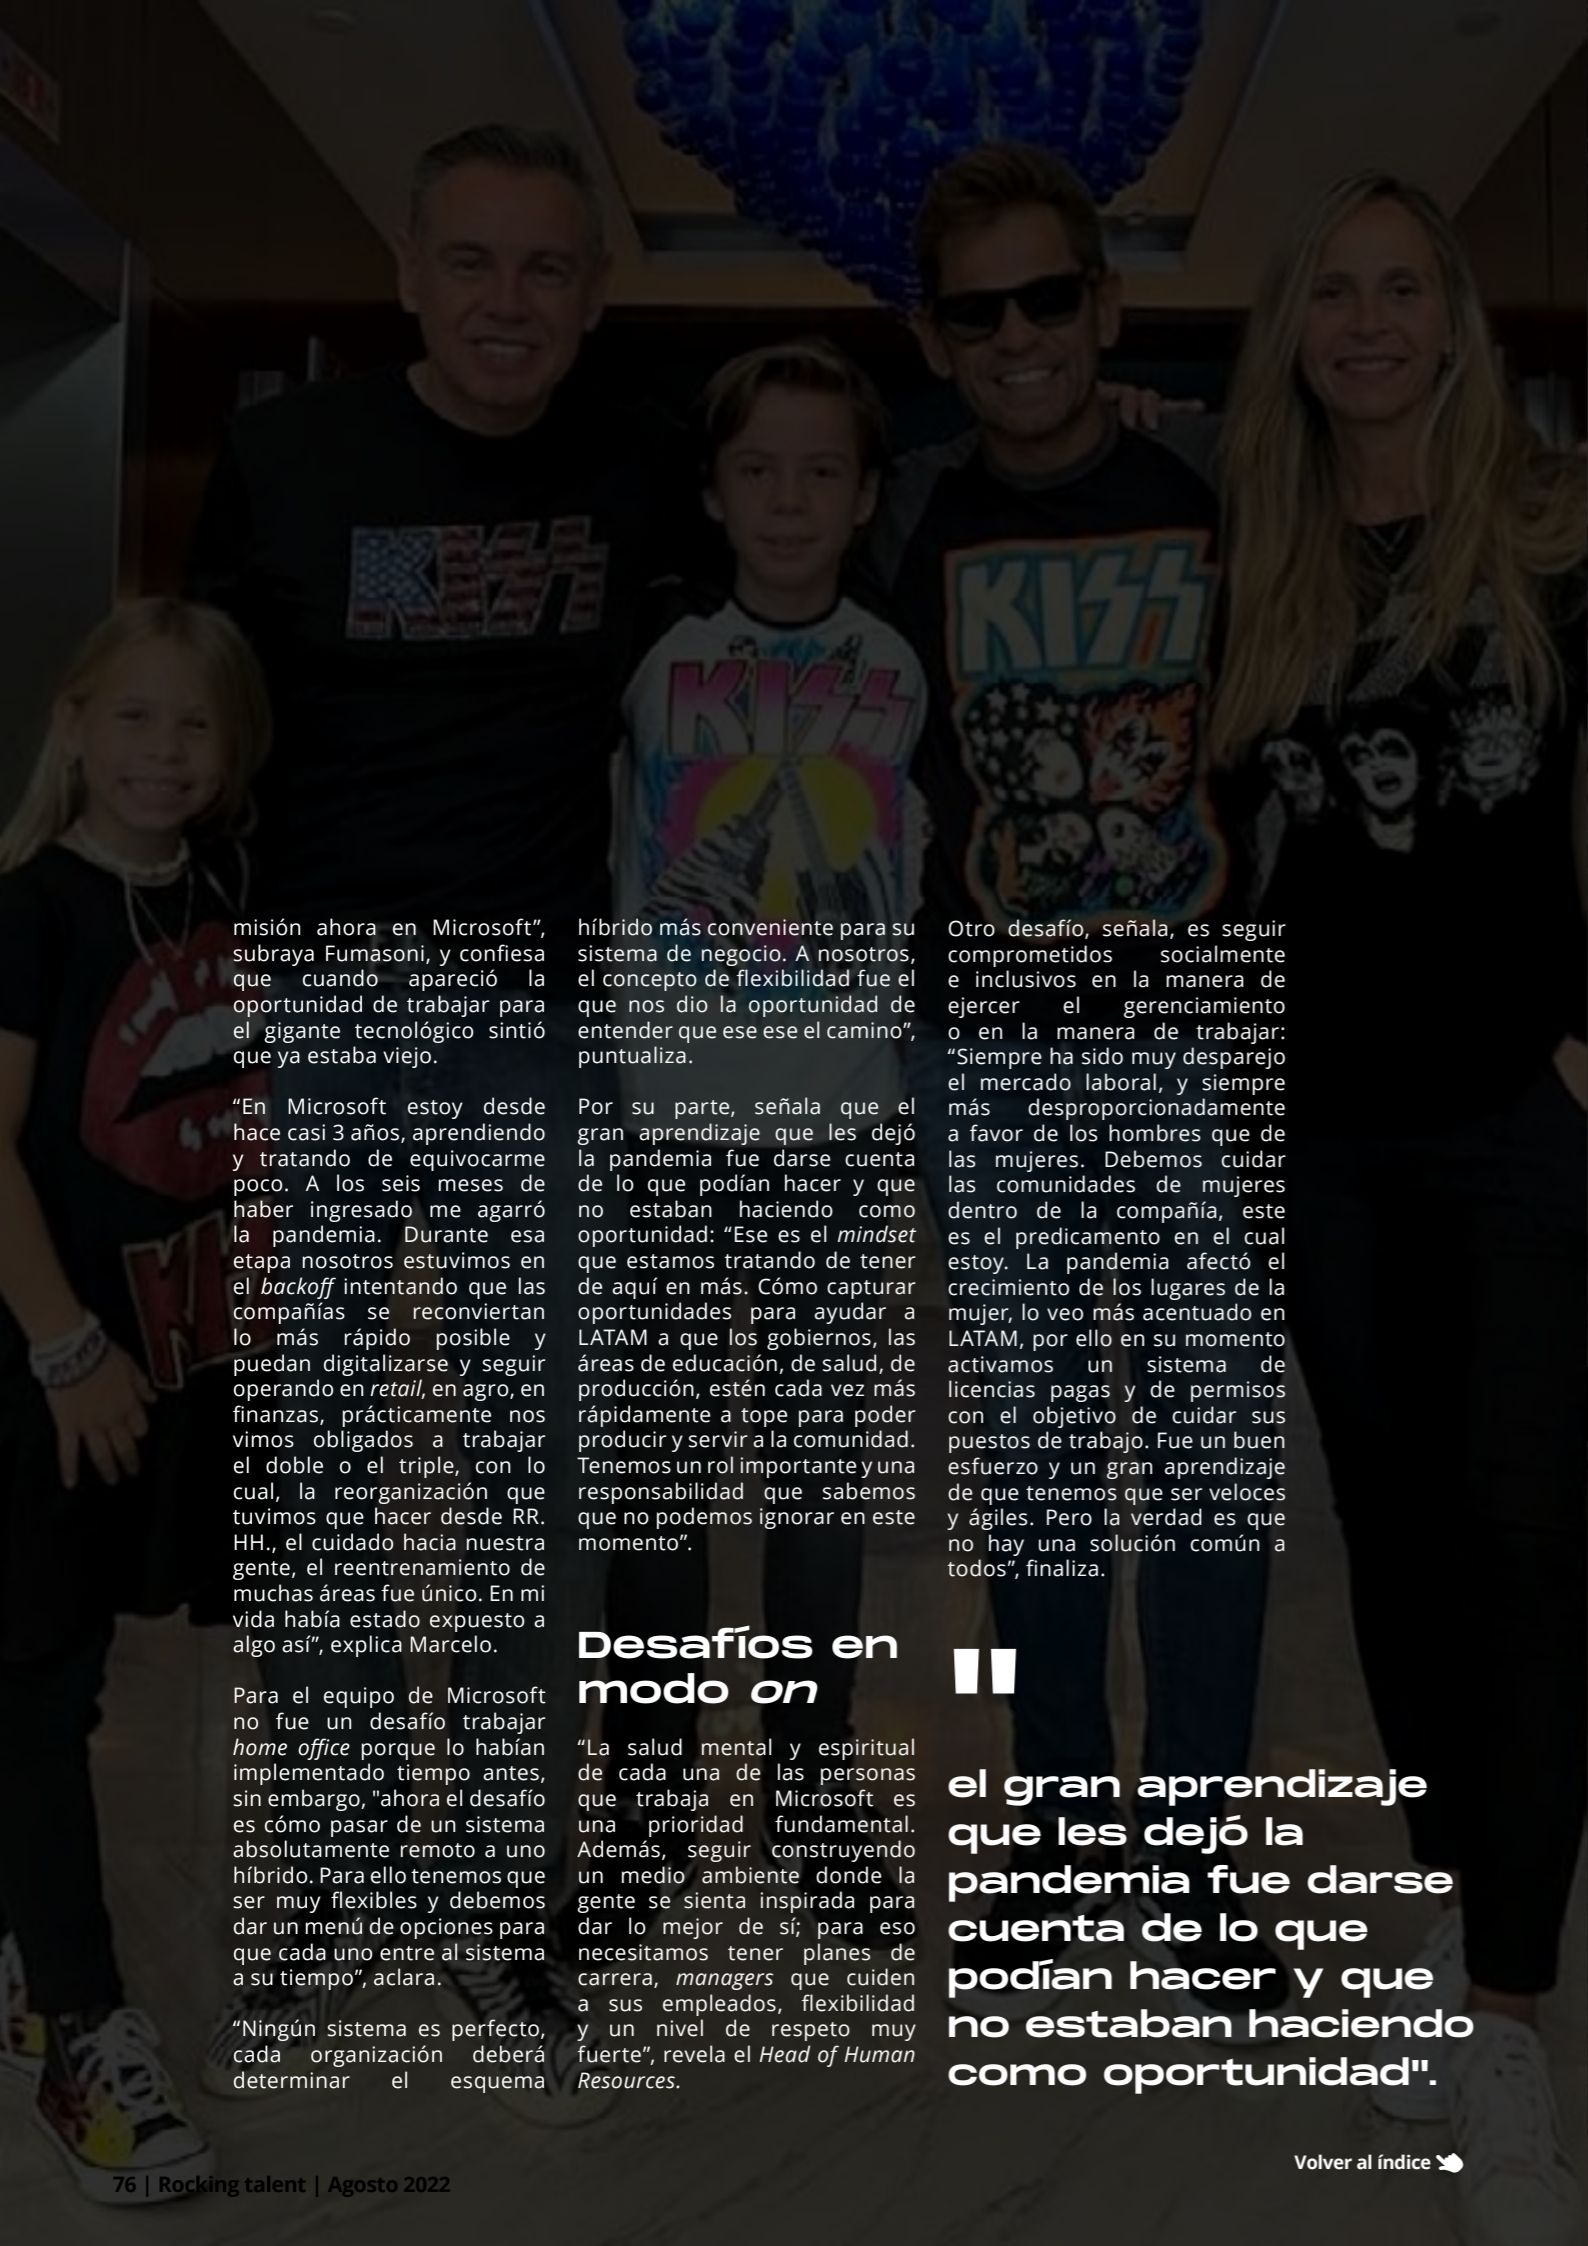 KISS
KISS
KISS
misión ahora en Microsoft”,
subraya Fumasoni, y confiesa
que cuando apareció la
oportunidad de trabajar para
el gigante tecnológico sintió
que ya estaba viejo.
“En Microsoft estoy desde
hace casi 3 años, aprendiendo
y tratando de equivocarme
poco. A los seis meses de
haber ingresado me agarró
la pandemia. Durante esa
etapa nosotros estuvimos en
el backoff intentando que las
compañías se reconviertan
lo más rápido posible y
puedan digitalizarse y seguir
operando en retail, en agro, en
finanzas, prácticamente nos
vimos obligados a trabajar
el doble o el triple, con lo
cual, la reorganización que
tuvimos que hacer desde RR.
HH., el cuidado hacia nuestra
gente, el reentrenamiento de
muchas áreas fue único. En mi
vida había estado expuesto a
algo así”, explica Marcelo.
Para el equipo de Microsoft
no fue un desafío trabajar
home office porque lo habían
implementado tiempo antes,
sin embargo, "ahora el desafío
es cómo pasar de un sistema
absolutamente remoto a uno
híbrido. Para ello tenemos que
ser muy flexibles y debemos
dar un menú de opciones para
que cada uno entre al sistema
a su tiempo”, aclara.
“Ningún sistema es perfecto,
cada organización deberá
determinar el esquema
híbrido más conveniente para su
sistema de negocio. A nosotros,
el concepto de flexibilidad fue el
que nos dio la oportunidad de
entender que ese ese el camino”,
puntualiza.
Por su parte, señala que el
gran aprendizaje que les dejó
la pandemia fue darse cuenta
de lo que podían hacer y que
no estaban haciendo como
oportunidad: “Ese es el mindset
que estamos tratando de tener
de aquí en más. Cómo capturar
oportunidades para ayudar a
LATAM a que los gobiernos, las
áreas de educación, de salud, de
producción, estén cada vez más
rápidamente a tope para poder
producir y servir a la comunidad.
Tenemos un rol importante y una
responsabilidad que sabemos
que no podemos ignorar en este
momento”.
Desafíos en
modo on
“La salud mental y espiritual
de cada una de las personas
que trabaja en Microsoft es
una prioridad fundamental.
Además, seguir construyendo
un medio ambiente donde la
gente se sienta inspirada para
dar lo mejor de sí; para eso
necesitamos tener planes de
carrera, managers que cuiden
a sus empleados, flexibilidad
y un nivel de respeto muy
fuerte”, revela el Head of Human
Resources.
Otro desafío, señala, es seguir
comprometidos socialmente
e inclusivos en la manera de
ejercer el gerenciamiento
o en la manera de trabajar:
“Siempre ha sido muy desparejo
el mercado laboral, y siempre
más desproporcionadamente
a favor de los hombres que de
las mujeres. Debemos cuidar
las comunidades de mujeres
dentro de la compañía, este
es el predicamento en el cual
estoy. La pandemia afectó el
crecimiento de los lugares de la
mujer, lo veo más acentuado en
LATAM, por ello en su momento
activamos un sistema de
licencias pagas y de permisos
con el objetivo de cuidar sus
puestos de trabajo. Fue un buen
esfuerzo y un gran aprendizaje
de que tenemos que ser veloces
y ágiles. Pero la verdad es que
no hay una solución común a
todos”, finaliza.
"
el gran aprendizaje
que les dejó la
pandemia fue darse
cuenta de lo que
podían hacer y que
no estaban haciendo
como oportunidad".
Volver al índice
76 | Rocking talent | Agosto 2022